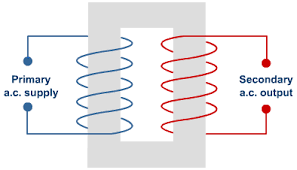 Primary
a.c. supply
Secondary
a.c. output